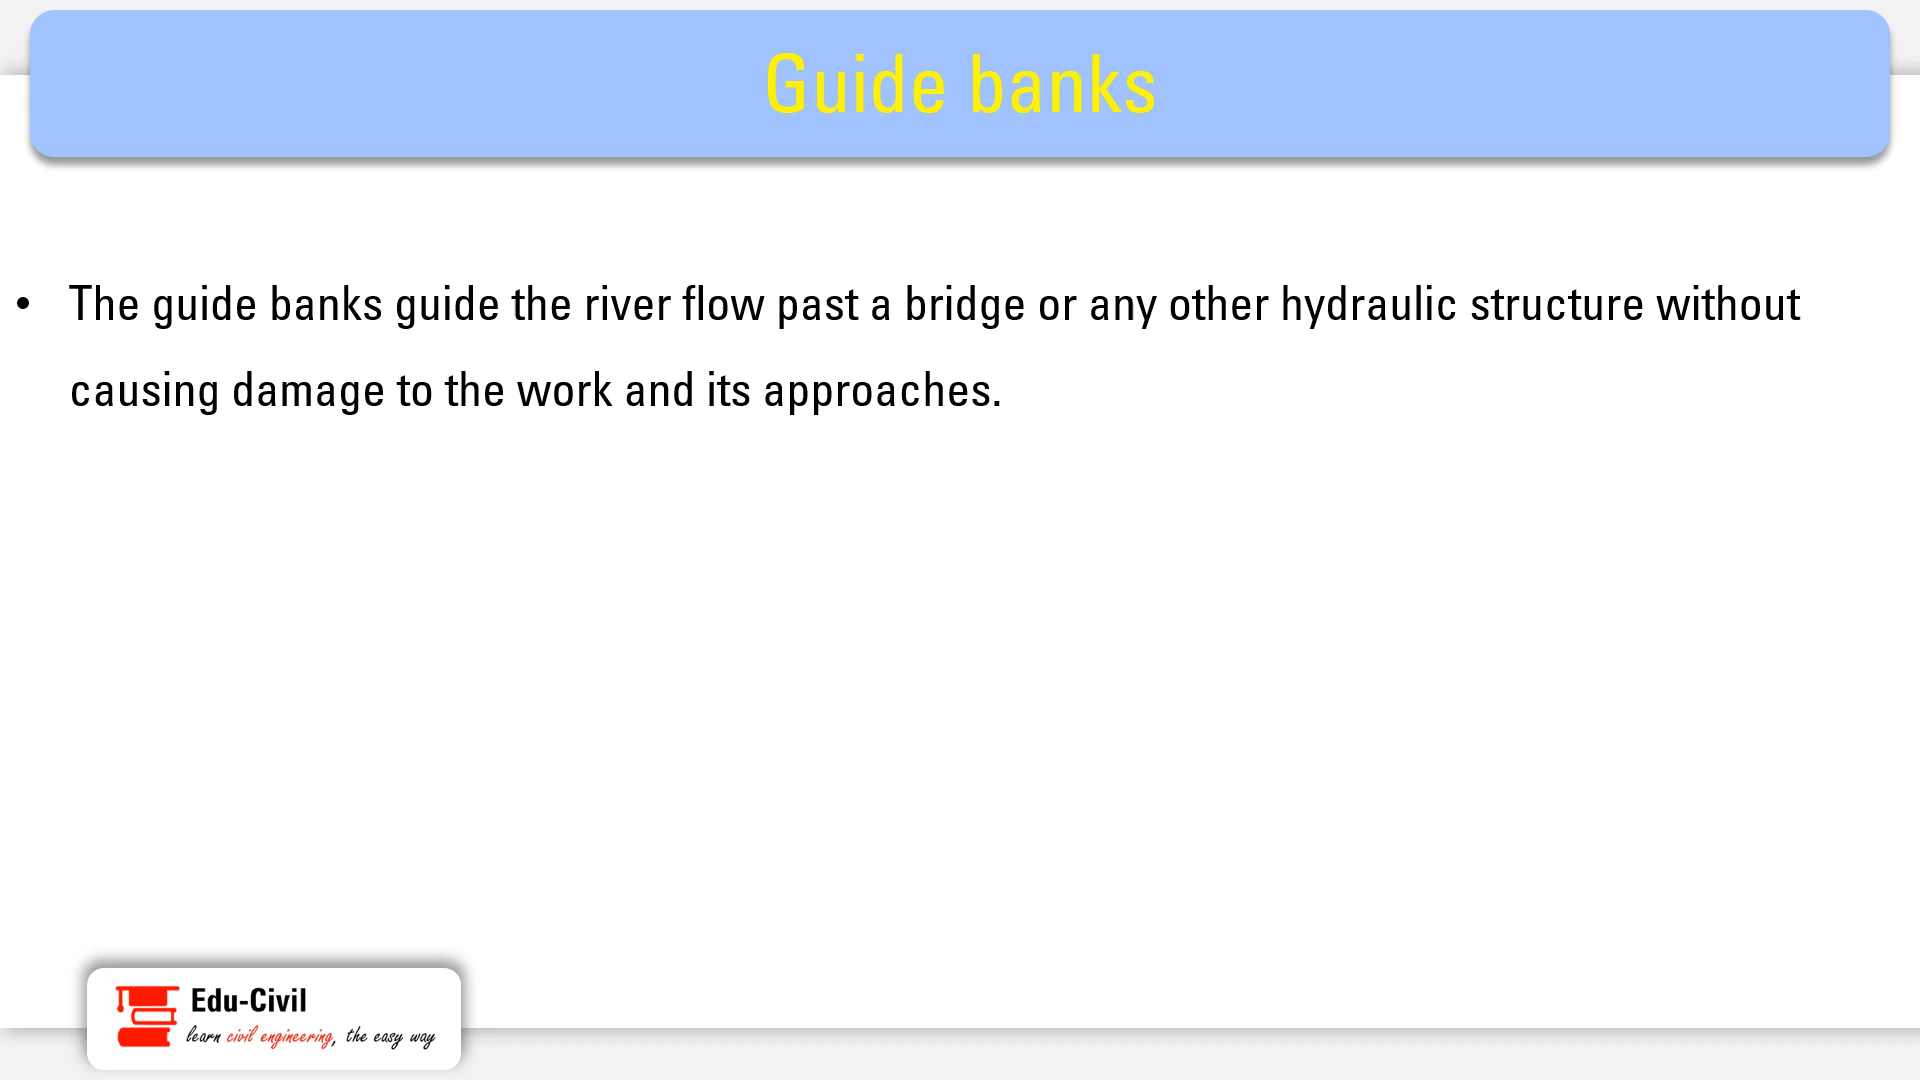 Guide banks
• The guide banks guide the river flow past a bridge or any other hydraulic structure without
causing damage to the work and its approaches.
Edu-Civil
learn civil engineering, the easy way